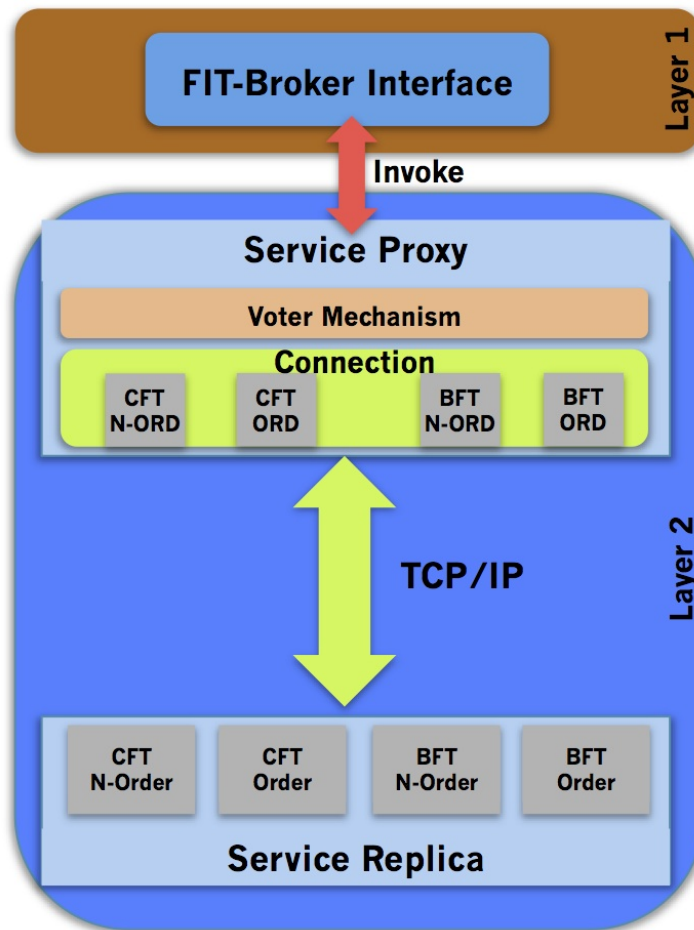 Layer 1
FIT-Broker Interface
Invoke
Service Proxy
Voter Mechanism
Connection
CFT
N-ORD
CFT
ORD
BFT
N-ORD
BFT
ORD
TCP/IP
Layer 2
CFT
N-Order
CFT
Order
BFT
N-Order
BFT
Order
Service Replica